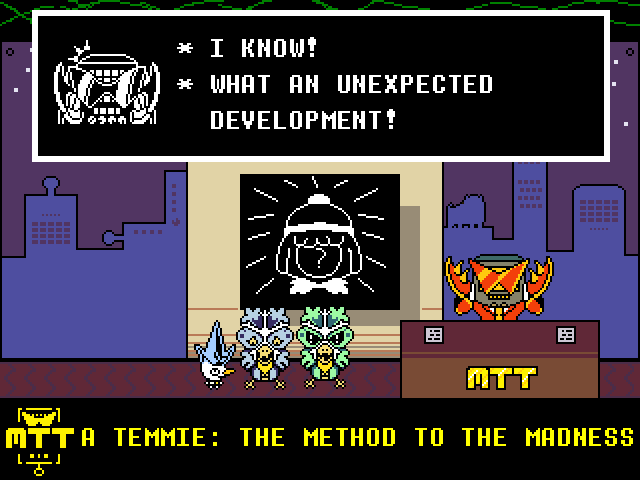 * I KNOW!
* WHAT AN UNEXPECTED
DEVELOPMENT!
?
MTT
MTT A TEMMIE: THE METHOD TO THE MADNESS